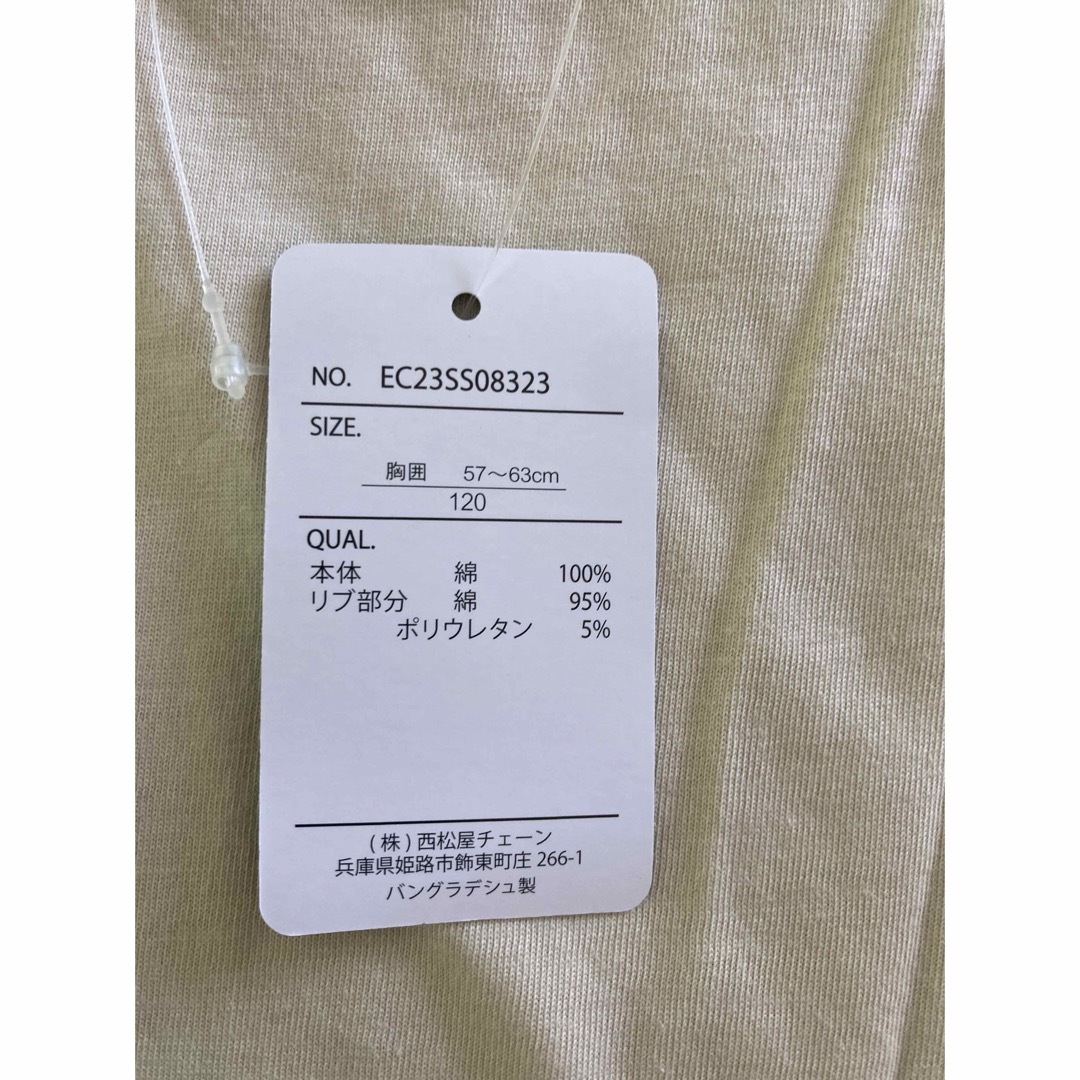 NO. EC23SS08323
SIZE.
胸囲 57〜63cm
120
QUAL.
本体 綿 100%
リブ部分 綿 95%
ポリウレタン 5%
(株)西松屋チェーン
兵庫県姫路市飾東町庄 266-1
バングラデシュ製